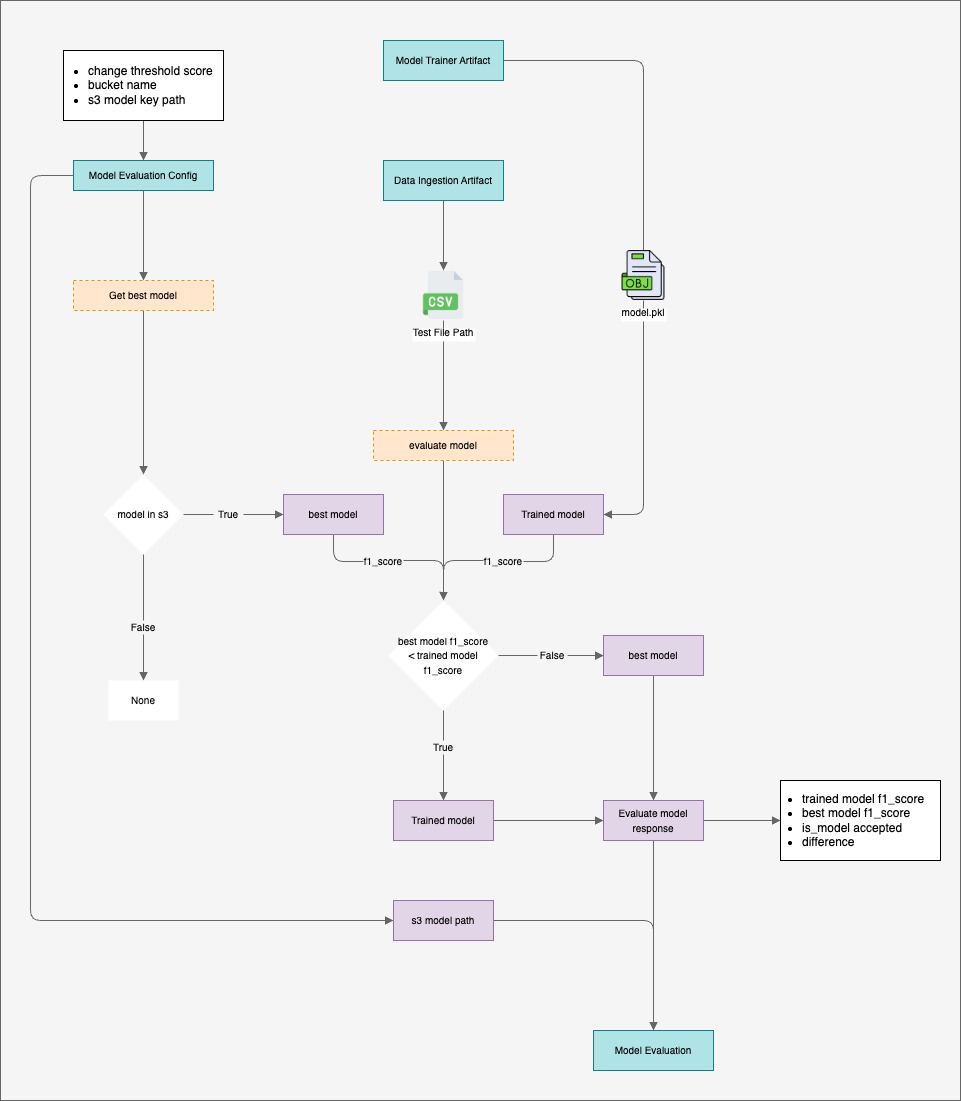 Model Trainer Artifact
• change threshold score
• bucket name
• s3 model key path
Model Evaluation Config
Data Ingestion Artifact
Get best model
CSV
Test File Path
OBJ
model.pkl
evaluate model
model in s3
True
best model
Trained model
f1_score
f1_score
False
None
best model f1_score
< trained model
f1_score
False
best model
True
Trained model
Evaluate model
response
• trained model f1_score
• best model f1_score
• is_model accepted
• difference
s3 model path
Model Evaluation